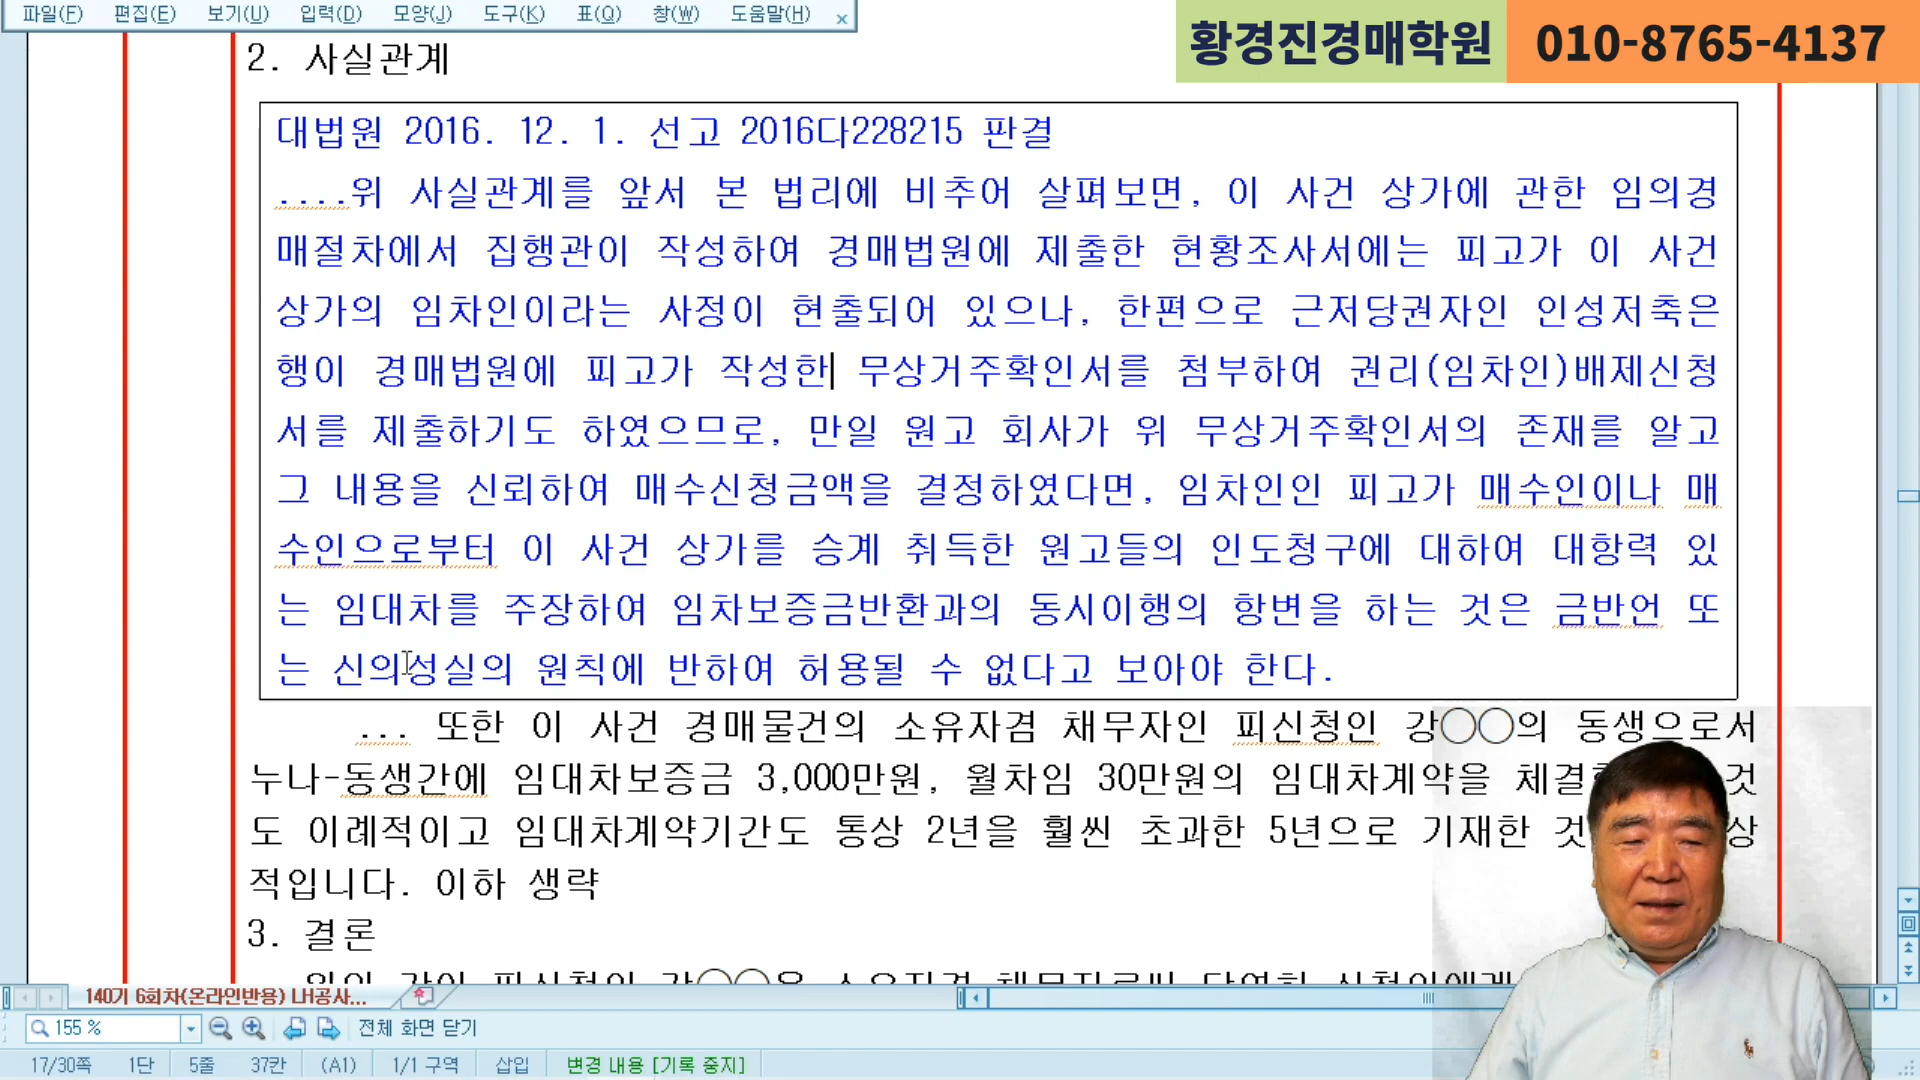 파일(F) 편집(E) 보기(U) 입력(D) 모양(J) 도구(K) 표(Q) 창(W) 도움말(H) x
황경진경매학원 010-8765-4137
2. 사실관계
대법원 2016. 12. 1. 선고 2016다228215 판결
....위 사실관계를 앞서 본 법리에 비추어 살펴보면, 이 사건 상가에 관한 임의경
매절차에서 집행관이 작성하여 경매법원에 제출한 현황조사서에는 피고가 이 사건
상가의 임차인이라는 사정이 현출되어 있으나, 한편으로 근저당권자인 인성저축은
행이 경매법원에 피고가 작성한 무상거주확인서를 첨부하여 권리(임차인)배제신청
서를 제출하기도 하였으므로, 만일 원고 회사가 위 무상거주확인서의 존재를 알고
그 내용을 신뢰하여 매수신청금액을 결정하였다면, 임차인인 피고가 매수인이나 매
수인으로부터 이 사건 상가를 승계 취득한 원고들의 인도청구에 대하여 대항력 있
는 임대차를 주장하여 임차보증금반환과의 동시이행의 항변을 하는 것은 금반언 또
는 신의성실의 원칙에 반하여 허용될 수 없다고 보아야 한다.
... 또한 이 사건 경매물건의 소유자겸 채무자인 피신청인 강○○의 동생으로서
누나-동생간에 임대차보증금 3,000만원, 월차임 30만원의 임대차계약을 것
도 이례적이고 임대차계약기간도 통상 2년을 훨씬 초과한 5년으로 기재한 것 상
적입니다. 이하 생략
3. 결론
140기 6회차(온라인반용) LH공사...
155 % 전체 화면 닫기
17/30쪽 1단 5줄 37칸 (A1) 1/1 구역 삽입 변경 내용 [기록 중지]